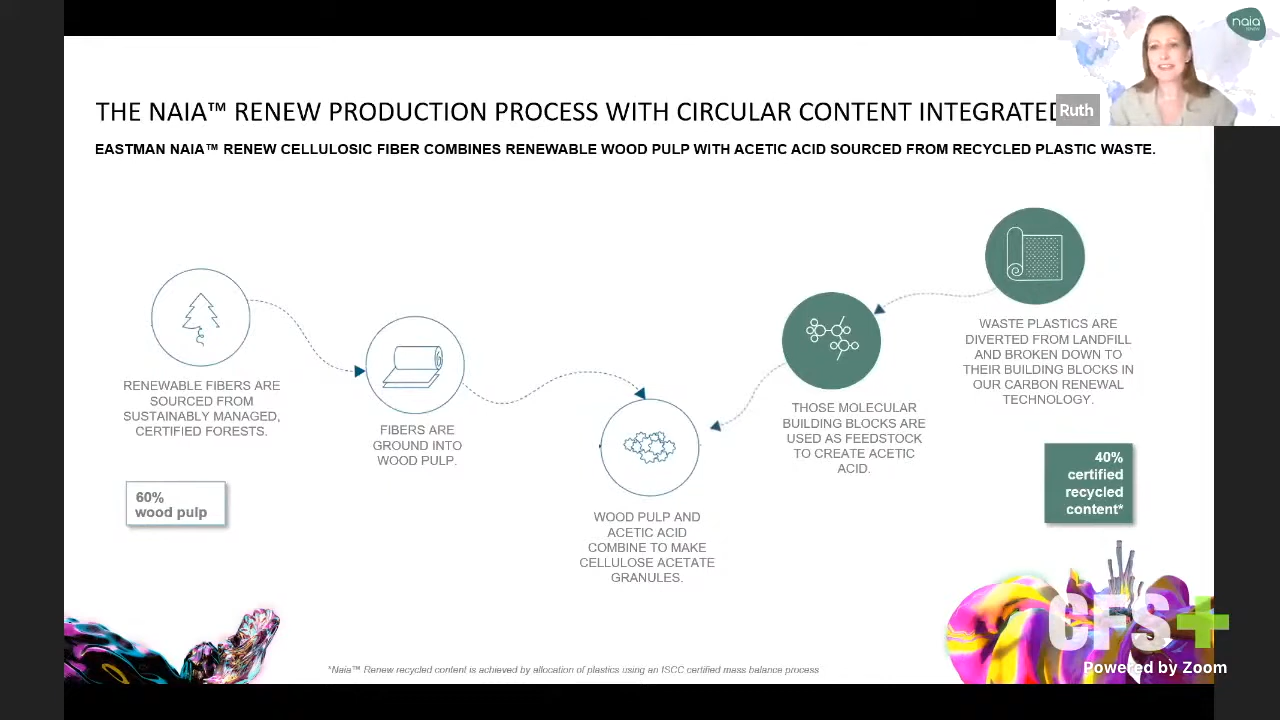 naia
Ruth
THE NAIA™ RENEW PRODUCTION PROCESS WITH CIRCULAR CONTENT INTEGRATED
EASTMAN NAIA™ RENEW CELLULOSIC FIBER COMBINES RENEWABLE WOOD PULP WITH ACETIC ACID SOURCED FROM RECYCLED PLASTIC WASTE.
RENEWABLE FIBERS ARE
SOURCED FROM
SUSTAINABLY MANAGED,
CERTIFIED FORESTS.
60%
wood pulp
FIBERS ARE
GROUND INTO
WOOD PULP.
WOOD PULP AND
ACETIC ACID
COMBINE TO MAKE
CELLULOSE ACETATE
GRANULES.
THOSE MOLECULAR
BUILDING BLOCKS ARE
USED AS FEEDSTOCK
TO CREATE ACETIC
ACID.
WASTE PLASTICS ARE
DIVERTED FROM LANDFILL
AND BROKEN DOWN TO
THEIR BUILDING BLOCKS IN
OUR CARBON RENEWAL
TECHNOLOGY.
40%
certified
recycled
content*
*Naia™ Renew recycled content is achieved by allocation of plastics using an ISCC certified mass balance process
CFS+
Powered by Zoom